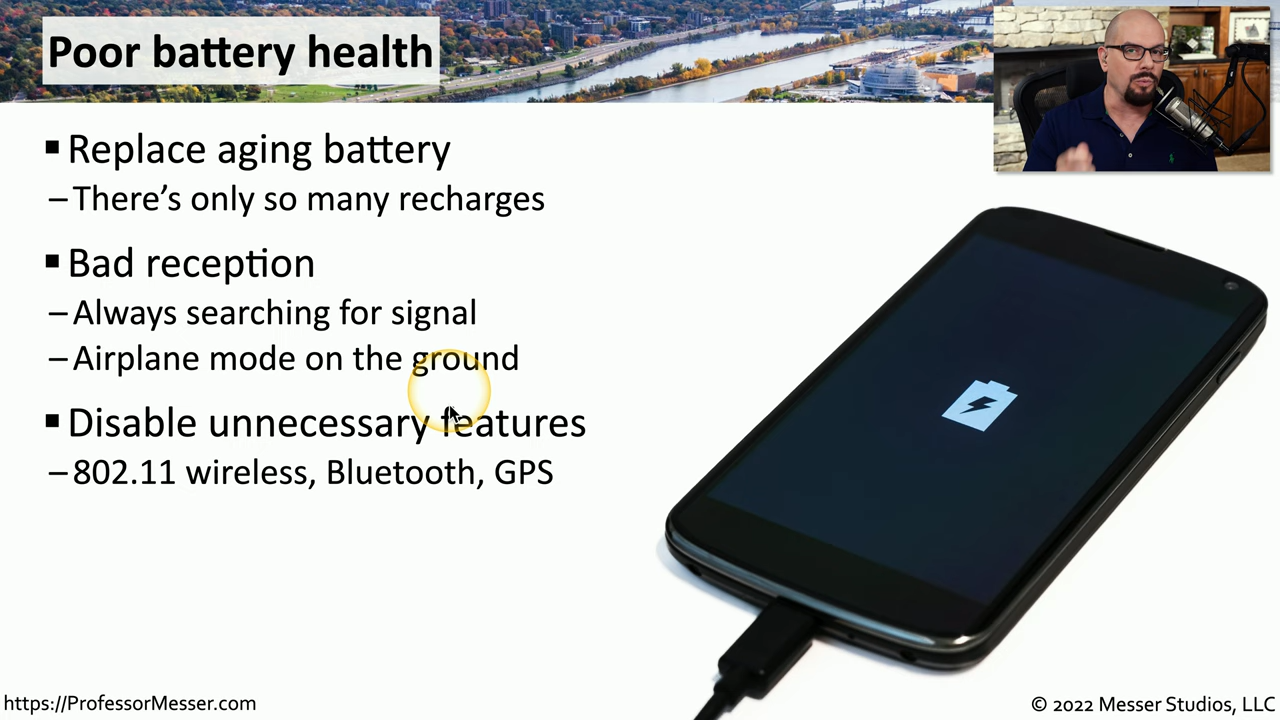 Poor battery health
▪ Replace aging battery
– There's only so many recharges
▪ Bad reception
– Always searching for signal
– Airplane mode on the ground
▪ Disable unnecessary features
– 802.11 wireless, Bluetooth, GPS
https://ProfessorMesser.com
© 2022 Messer Studios, LLC